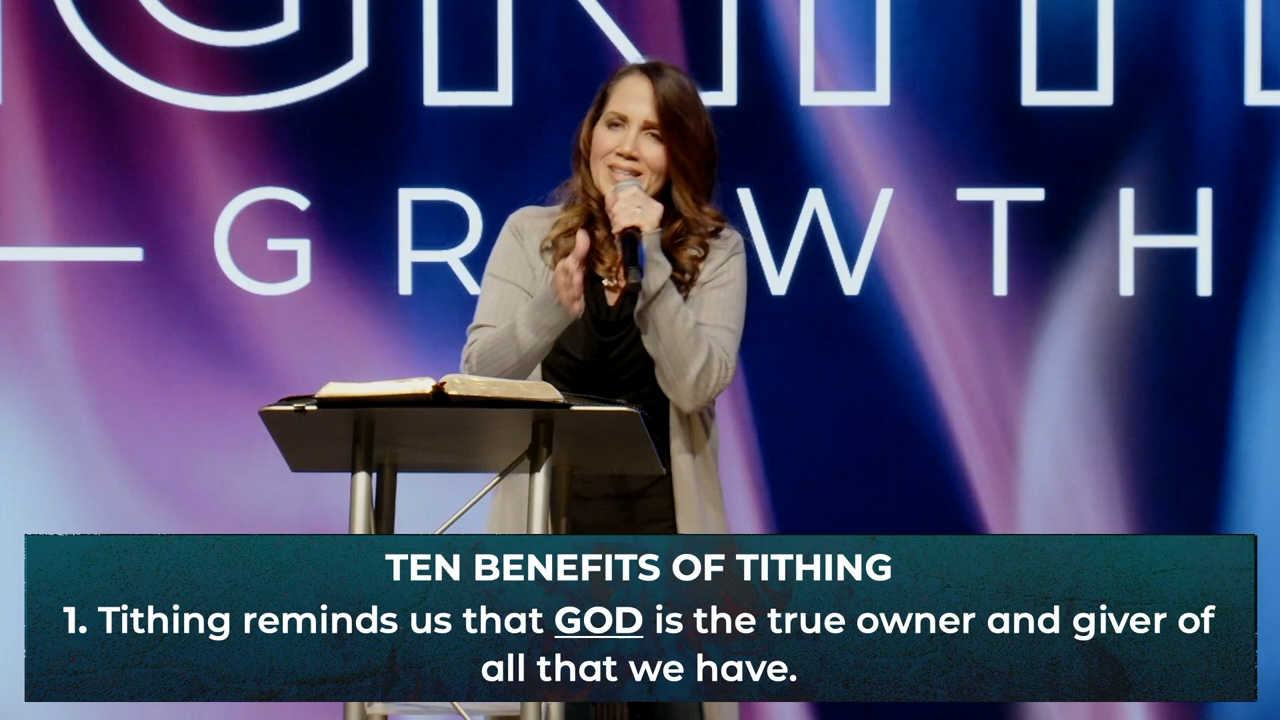 GROWTH
TEN BENEFITS OF TITHING
1. Tithing reminds us that GOD is the true owner and giver of
all that we have.